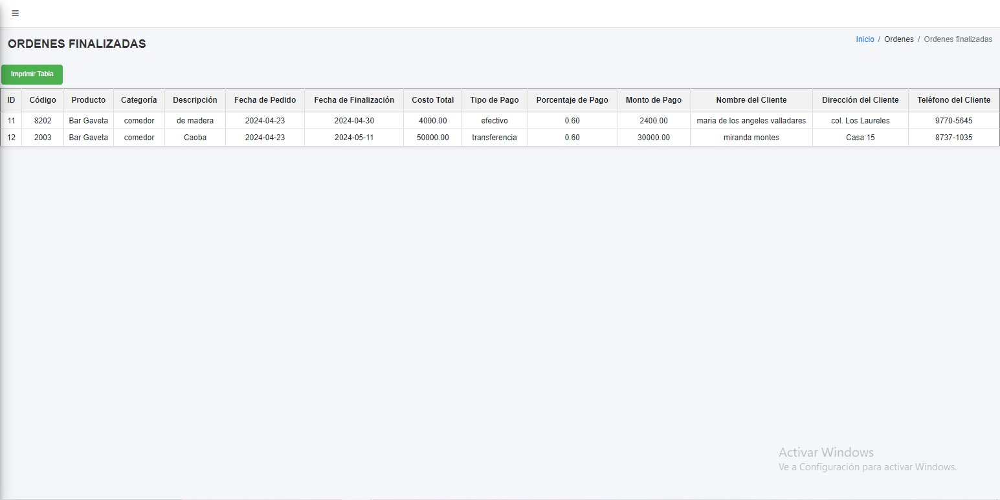 ORDENES FINALIZADAS
Inicio / Ordenes / Ordenes finalizadas
Imprimir Tabla
ID Código Producto Categoría Descripción Fecha de Pedido Fecha de Finalización Costo Total Tipo de Pago Porcentaje de Pago Monto de Pago Nombre del Cliente Dirección del Cliente Teléfono del Cliente
11 8202 Bar Gaveta comedor de madera 2024-04-23 2024-04-30 4000.00 efectivo 0.60 2400.00 maria de los angeles valladares col. Los Laureles 9770-5645
12 2003 Bar Gaveta comedor Caoba 2024-04-23 2024-05-11 50000.00 transferencia 0.60 30000.00 miranda montes Casa 15 8737-1035
Activar Windows
Ve a Configuración para activar Windows.